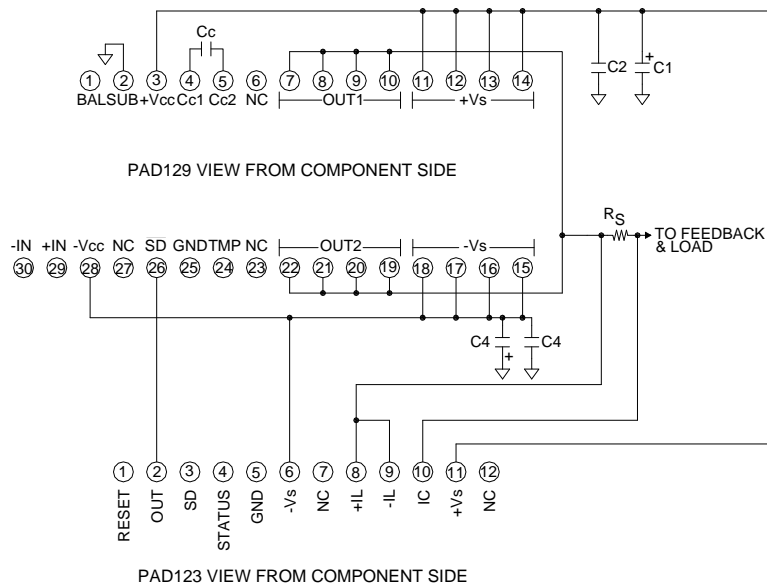 Cc
1 2 3 4 5 6 7 8 9 10 11 12 13 14
C2 + C1
BAL SUB +Vcc Cc1 Cc2 NC OUT1 +Vs
PAD129 VIEW FROM COMPONENT SIDE
RS
TO FEEDBACK
& LOAD
-IN +IN -Vcc NC SD GND TMP NC OUT2 -Vs
30 29 28 27 26 25 24 23 22 21 20 19 18 17 16 15
C4 + C4
1 2 3 4 5 6 7 8 9 10 11 12
RESET OUT SD STATUS GND -Vs NC +IL -IL IC +Vs NC
PAD123 VIEW FROM COMPONENT SIDE